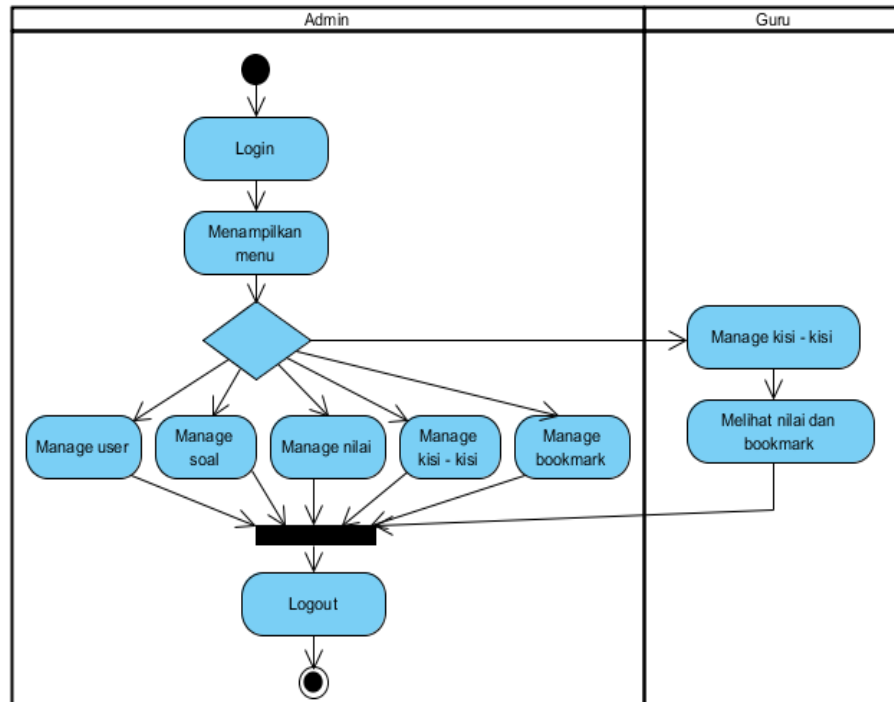 Admin
Guru
Login
Menampilkan
menu
Manage kisi - kisi
Manage user
Manage
soal
Manage nilai
Manage
kisi - kisi
Manage
bookmark
Melihat nilai dan
bookmark
Logout